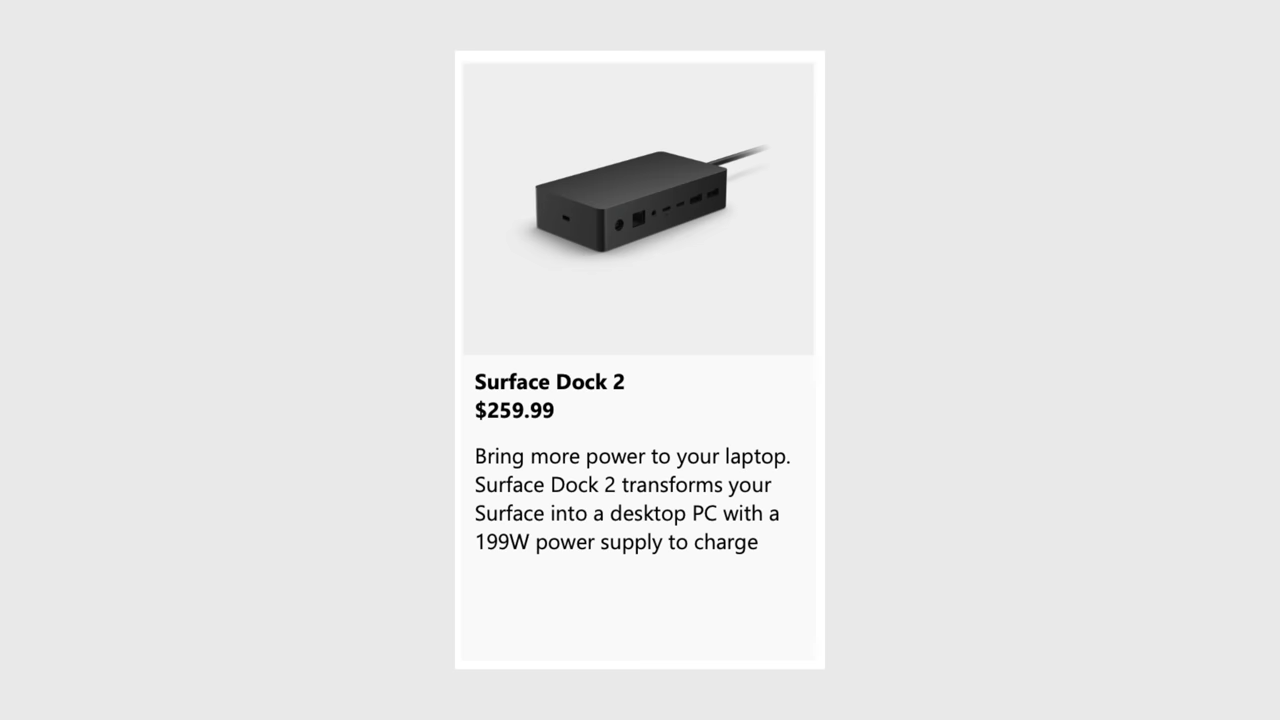 Surface Dock 2
$259.99
Bring more power to your laptop.
Surface Dock 2 transforms your
Surface into a desktop PC with a
199W power supply to charge